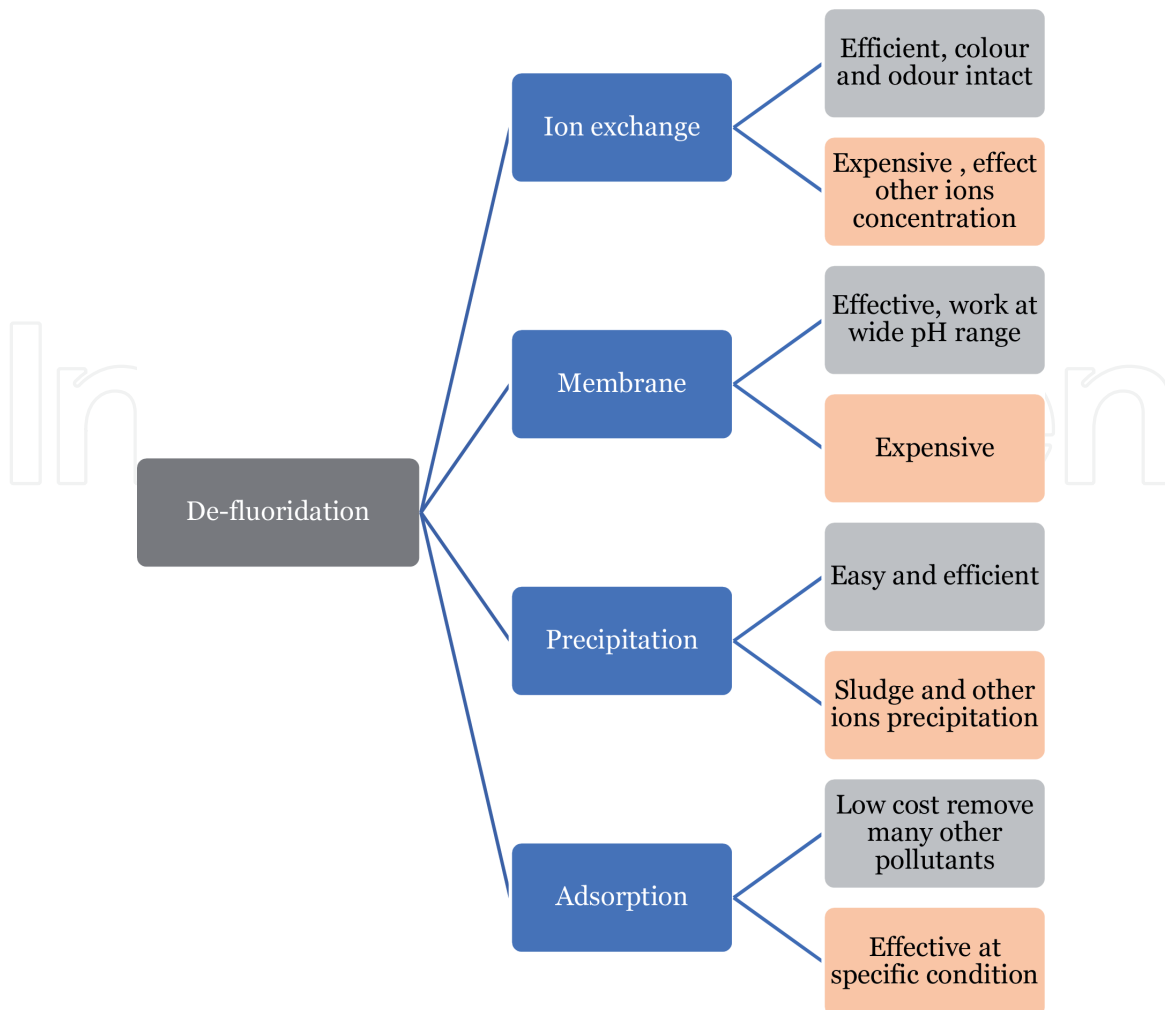 Efficient, colour
and odour intact
Ion exchange
Expensive , effect
other ions
concentration
Effective, work at
wide pH range
Membrane
Expensive
De-fluoridation
Easy and efficient
Precipitation
Sludge and other
ions precipitation
Low cost remove
many other
pollutants
Adsorption
Effective at
specific condition
In
en